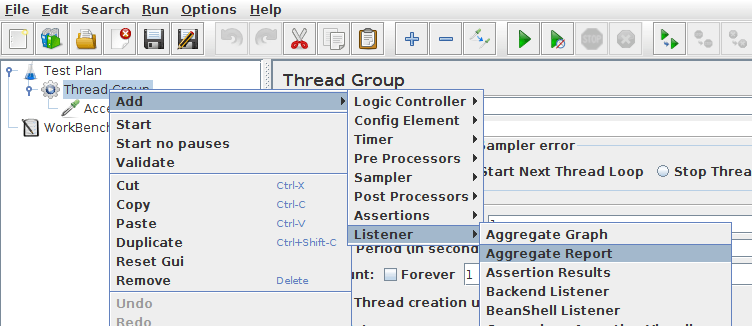 File Edit Search Run Options Help
Test Plan
Thread Group
Acce
WorkBench
Thread Group
Add
Start
Start no pauses
Validate
Cut Ctrl-X
Copy Ctrl-C
Paste Ctrl-V
Duplicate Ctrl+Shift-C
Reset Gui
Remove Delete
Undo
Redo
Logic Controller
Config Element
Timer
Pre Processors
Sampler
Post Processors
Assertions
Listener
Sampler error
Start Next Thread Loop Stop Threa
Period (in second
unt: Forever 1
Thread creation u
Aggregate Graph
Aggregate Report
Assertion Results
Backend Listener
BeanShell Listener